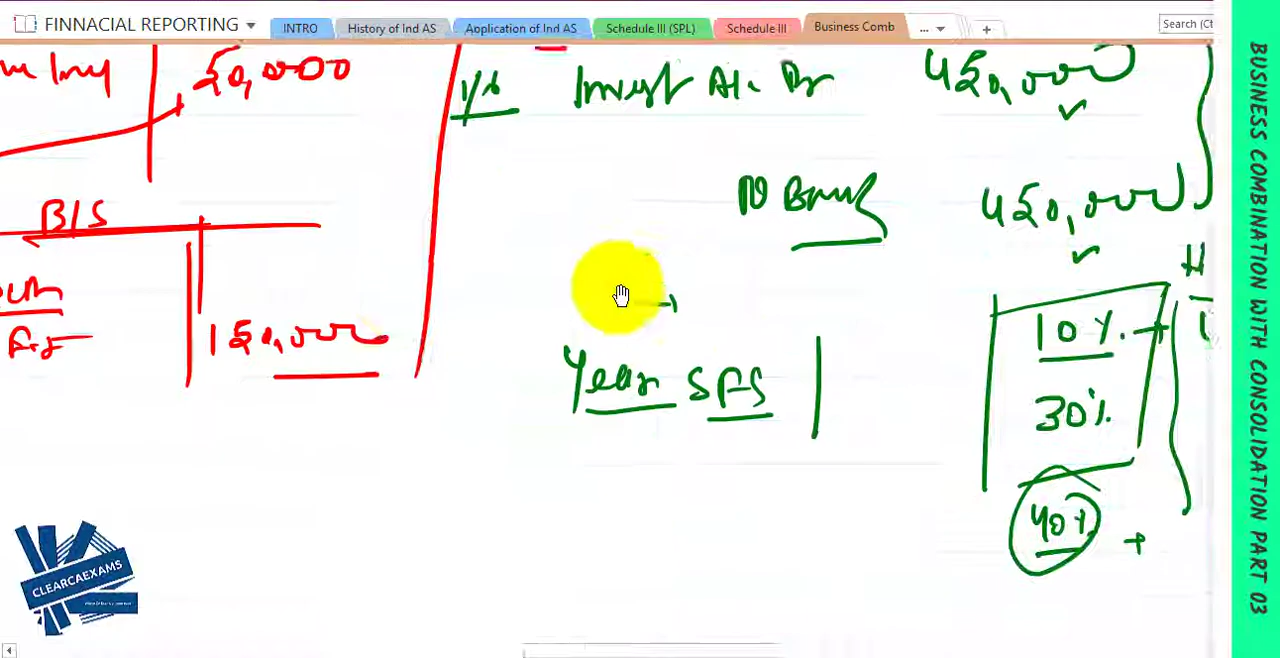 FINNACIAL REPORTING
INTRO
History of Ind AS
Application of Ind AS
Schedule III (SPL)
Schedule III
Business Comb
...
Search (Ct
50,000
B/S
150,000
Invest A/c Dr 450,000
To Bank 450,000
Year SFS
10%
30%
40% +
CLEARCAEXAMS
BUSINESS COMBINATION WITH CONSOLIDATION PART 03